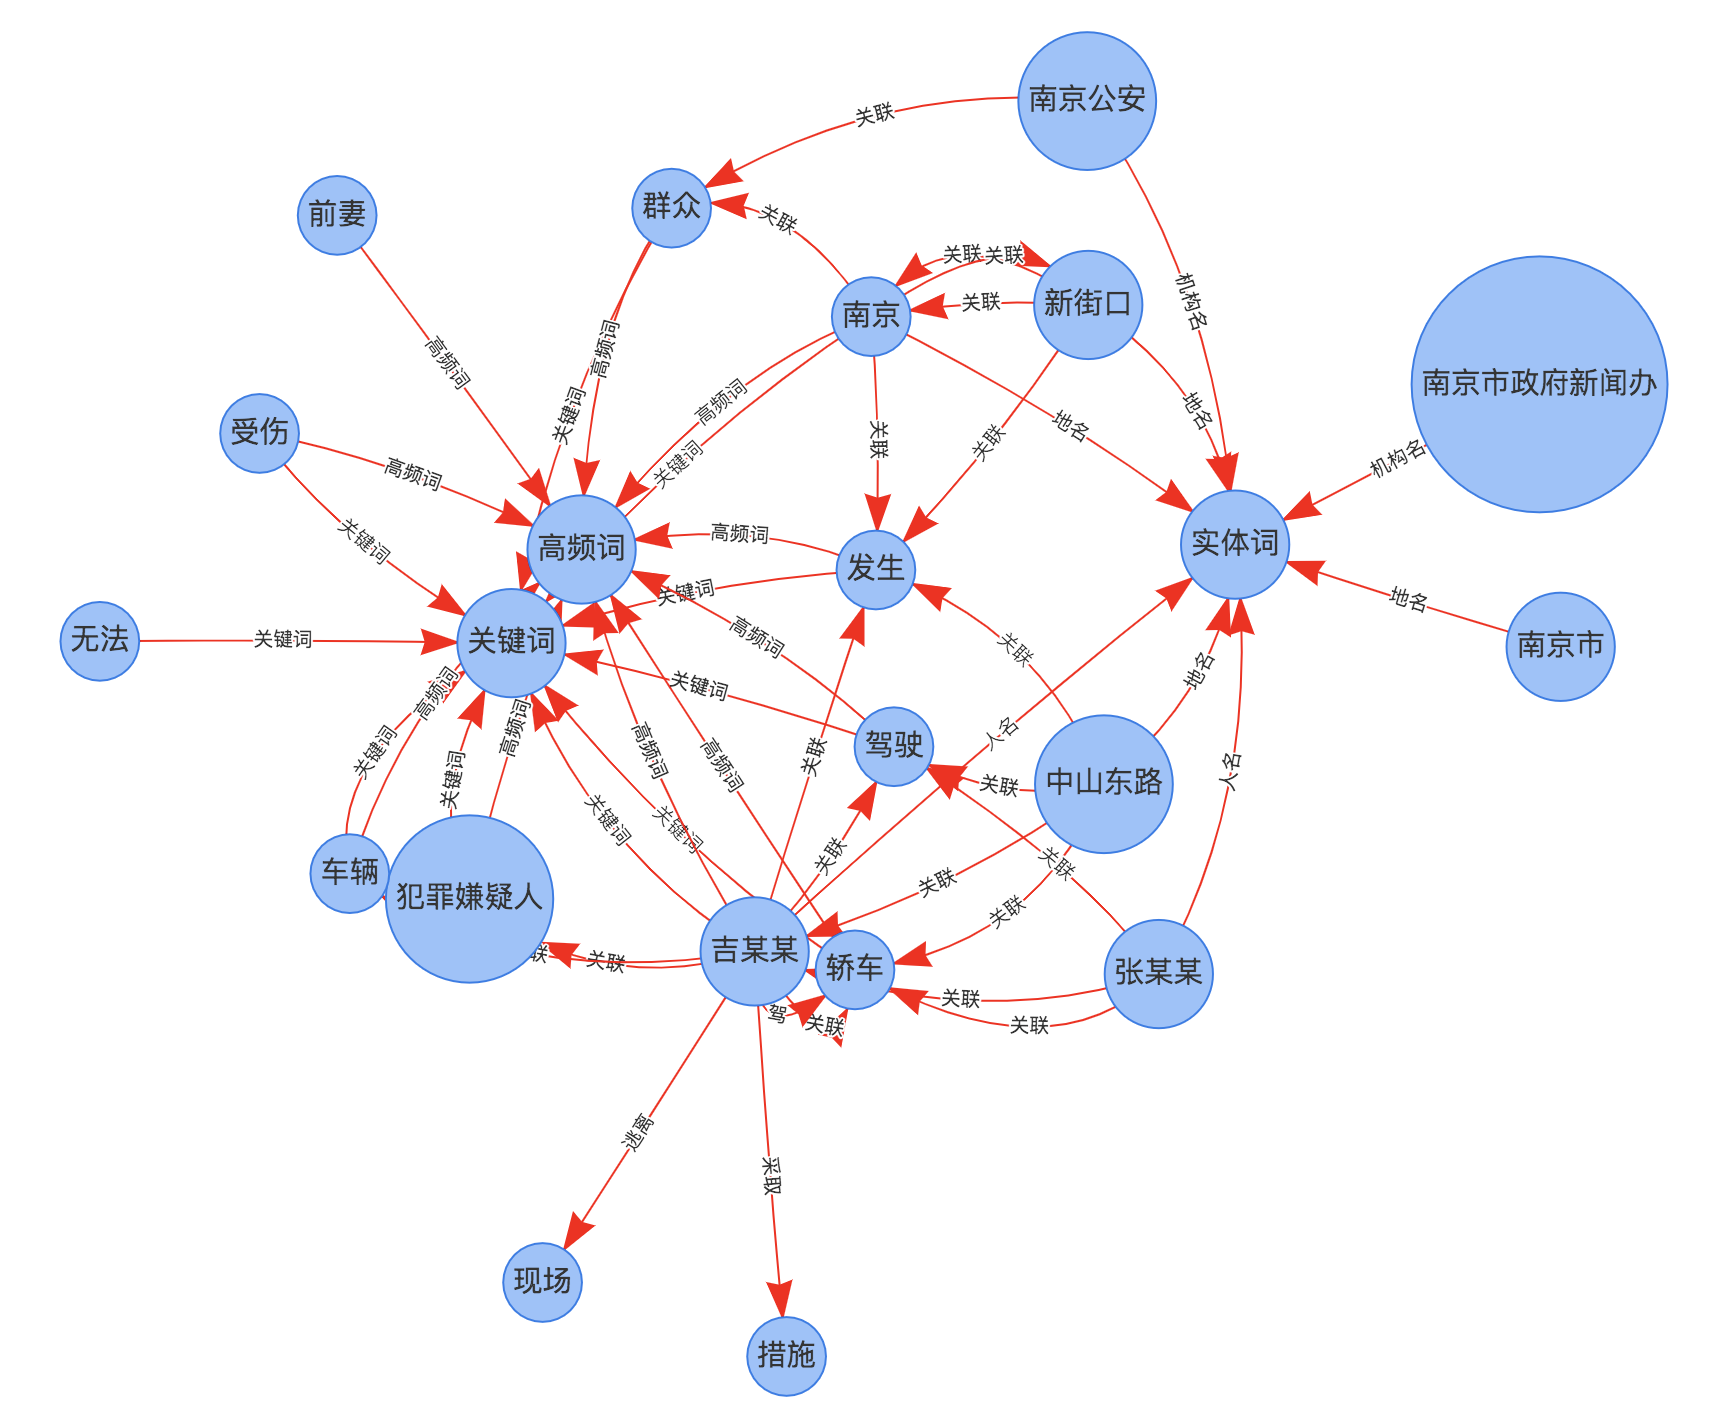 南京公安
关联
群众
前妻
关联
关联
关联
新街口
关联
南京
机构名
南京市政府新闻办
高频词
高频词
高频词
关键词
地名
地名
受伤
关联
关联
机构名
关键词
高频词
关键词
高频词
高频词
关键词
实体词
发生
地名
关键词
无法
关键词
关键词
高频词
关联
南京市
地名
关键词
高频词
高频词
人名
驾驶
关键词
高频词
高频词
关联
人名
关键词
关联
中山东路
关键词
关键词
关联
关联
车辆
犯罪嫌疑人
关联
关联
联
关联
吉某某
轿车
张某某
关联
驾
关联
关联
逃离
采取
现场
措施